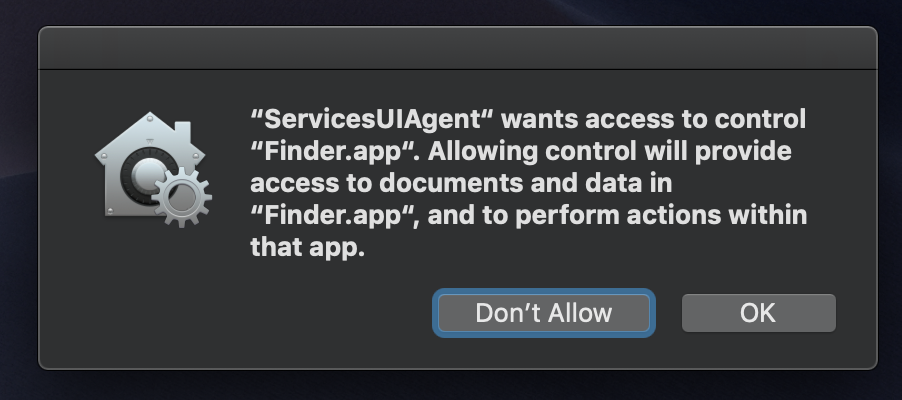 “ServicesUIAgent“ wants access to control
“Finder.app“. Allowing control will provide
access to documents and data in
“Finder.app“, and to perform actions within
that app.
Don’t Allow
OK